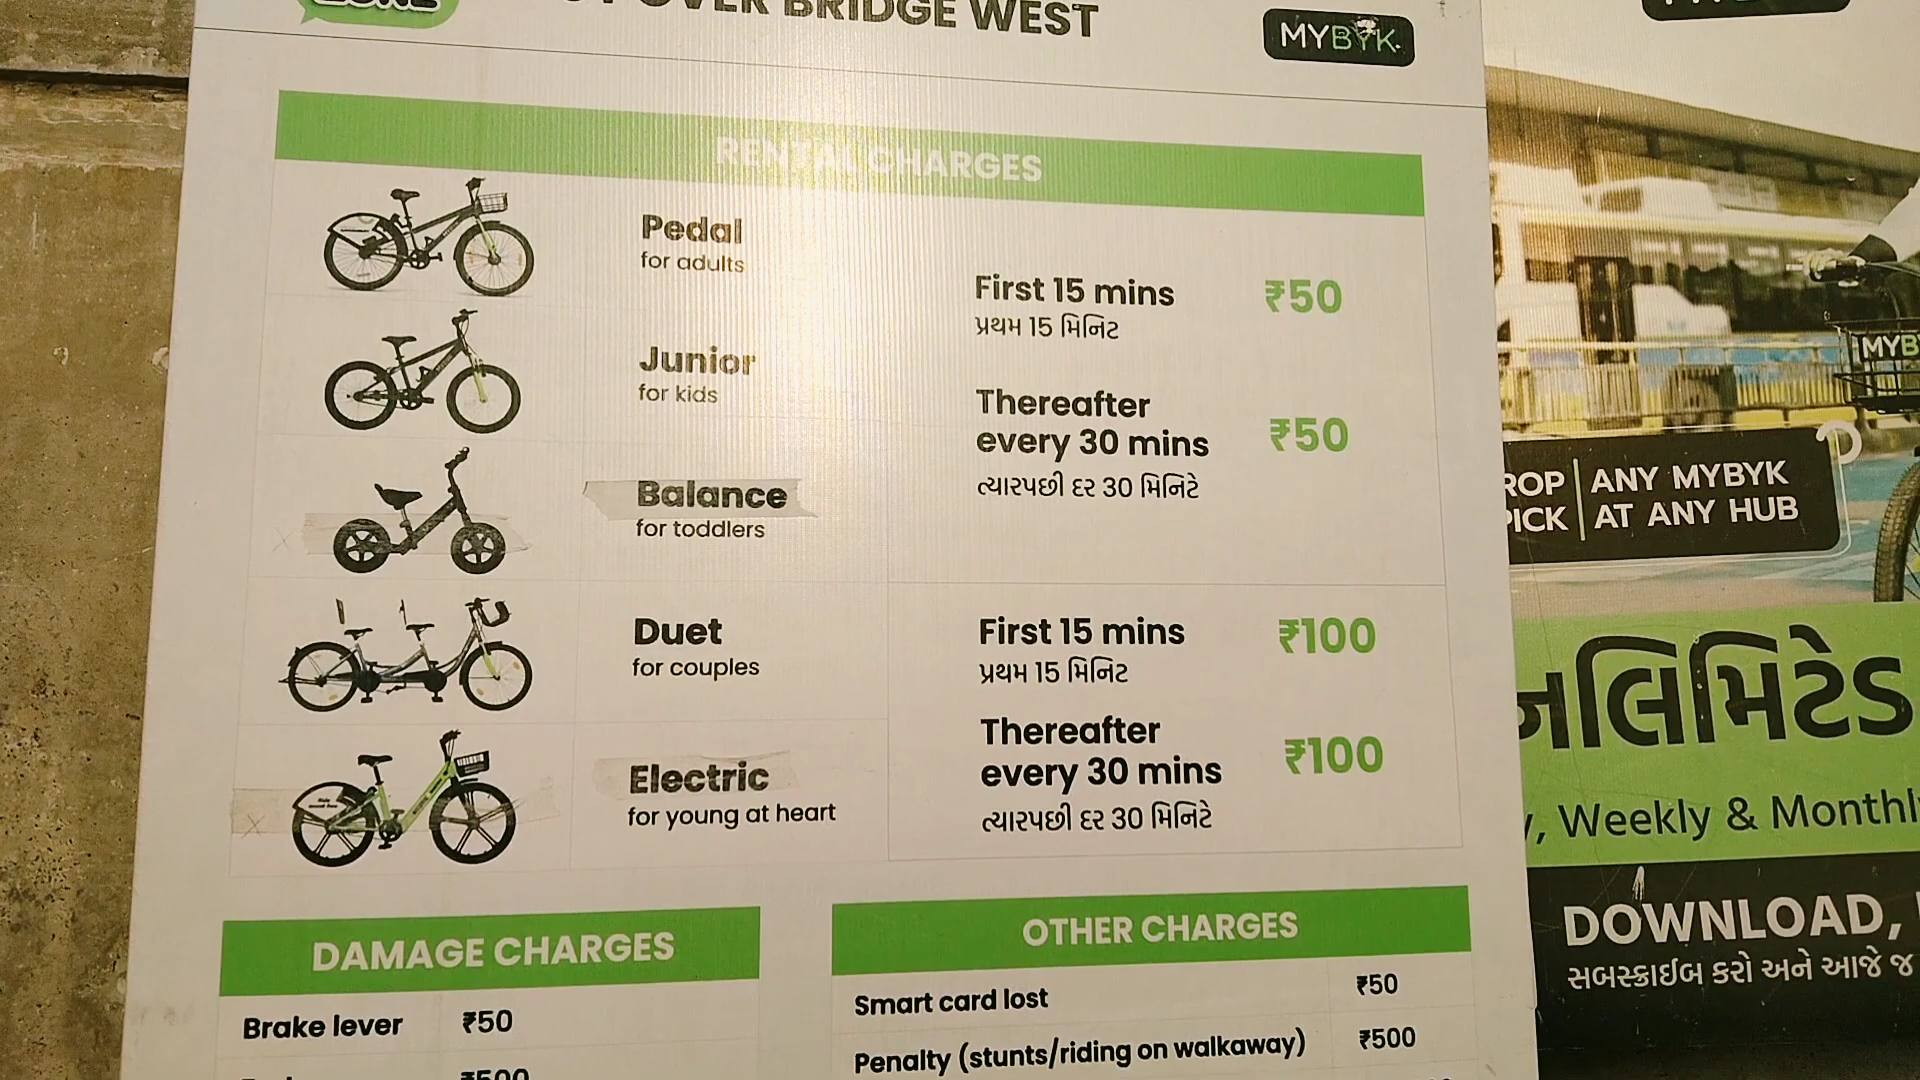 OVER BRIDGE WEST
MYBYK
RENTAL CHARGES
Pedal
for adults
First 15 mins
₹50
પ્રથમ 15 મિનિટ
Junior
for kids
Thereafter
every 30 mins
₹50
ત્યારપછી દર 30 મિનિટે
Balance
for toddlers
Duet
for couples
First 15 mins
₹100
પ્રથમ 15 મિનિટ
Electric
for young at heart
Thereafter
every 30 mins
₹100
ત્યારપછી દર 30 મિનિટે
DAMAGE CHARGES
Brake lever ₹50
₹500
OTHER CHARGES
Smart card lost ₹50
Penalty (stunts/riding on walkaway) ₹500
ANY MYBYK
AT ANY HUB
Weekly &
DOWNLOAD,
સબસ્ક્રાઈબ કરો અને આજે જ